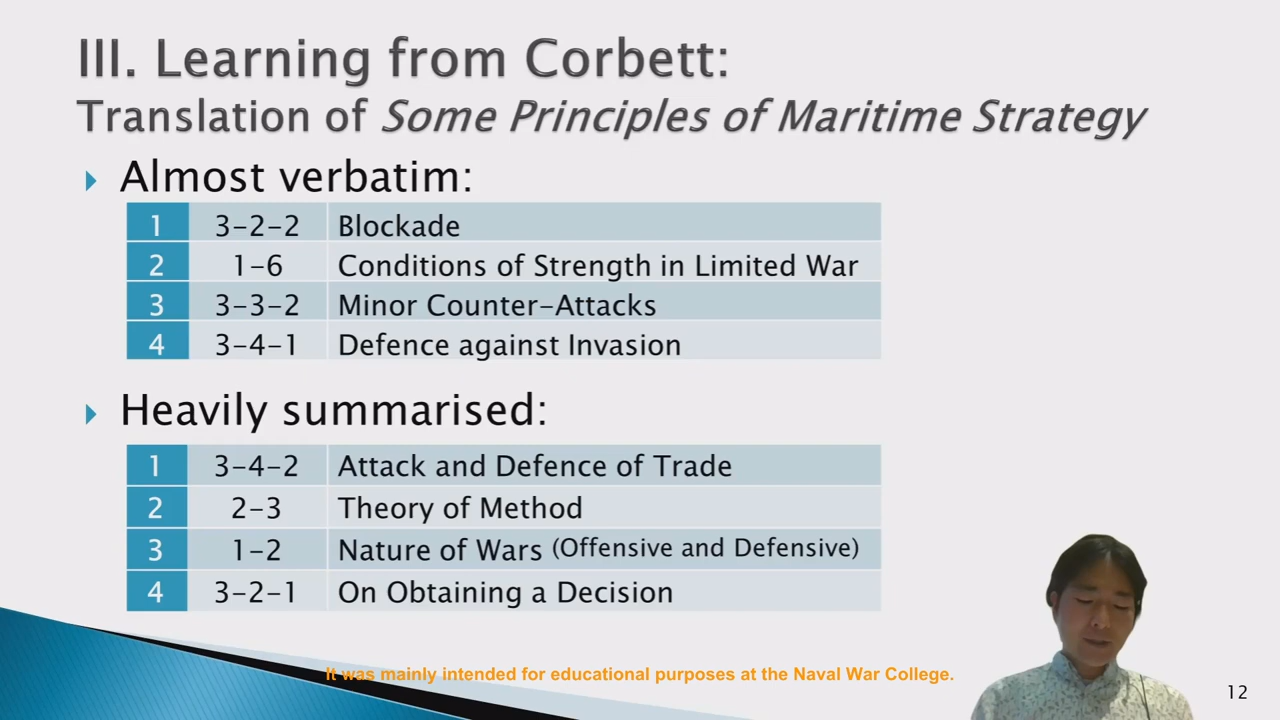 III. Learning from Corbett:
Translation of Some Principles of Maritime Strategy
Almost verbatim:
1 3-2-2 Blockade
2 1-6 Conditions of Strength in Limited War
3 3-3-2 Minor Counter-Attacks
4 3-4-1 Defence against Invasion
Heavily summarised:
1 3-4-2 Attack and Defence of Trade
2 2-3 Theory of Method
3 1-2 Nature of Wars (Offensive and Defensive)
4 3-2-1 On Obtaining a Decision
It was mainly intended for educational purposes at the Naval War College.
12